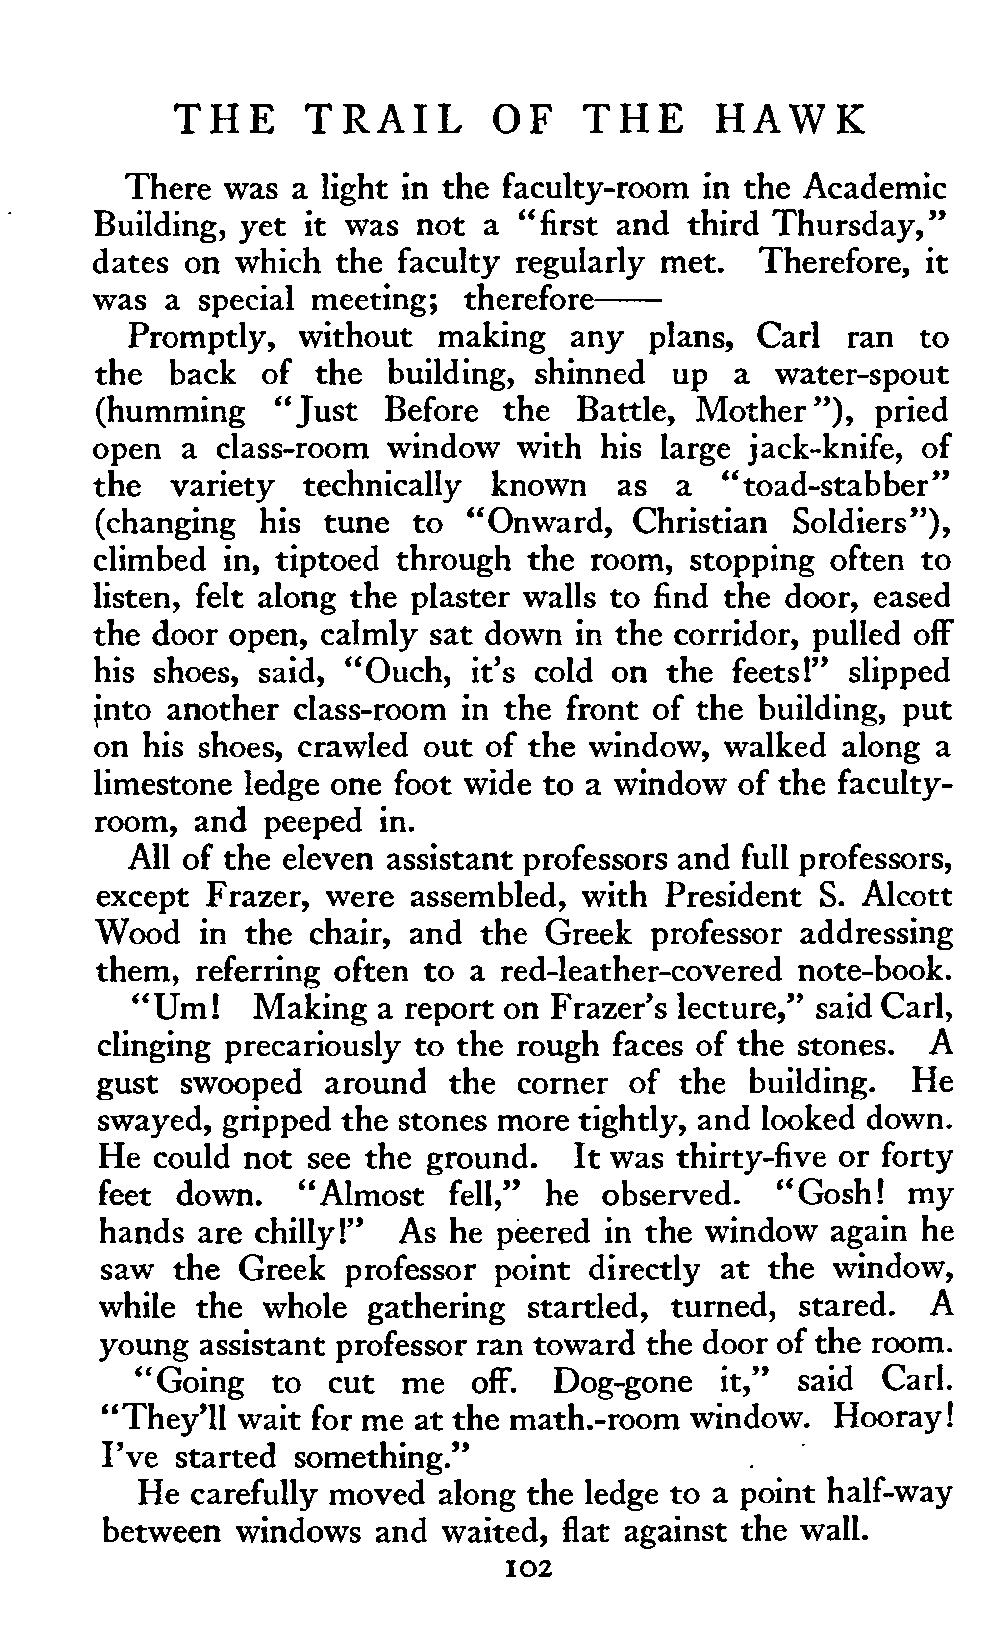 THE TRAIL OF THE HAWK
There was a light in the faculty-room in the Academic
Building, yet it was not a “first and third Thursday,”
dates on which the faculty regularly met. Therefore, it
was a special meeting; therefore——
Promptly, without making any plans, Carl ran to
the back of the building, shinned up a water-spout
(humming “Just Before the Battle, Mother”), pried
open a class-room window with his large jack-knife, of
the variety technically known as a “toad-stabber”
(changing his tune to “Onward, Christian Soldiers”),
climbed in, tiptoed through the room, stopping often to
listen, felt along the plaster walls to find the door, eased
the door open, calmly sat down in the corridor, pulled off
his shoes, said, “Ouch, it’s cold on the feets!” slipped
into another class-room in the front of the building, put
on his shoes, crawled out of the window, walked along a
limestone ledge one foot wide to a window of the faculty-
room, and peeped in.
All of the eleven assistant professors and full professors,
except Frazer, were assembled, with President S. Alcott
Wood in the chair, and the Greek professor addressing
them, referring often to a red-leather-covered note-book.
“Um! Making a report on Frazer’s lecture,” said Carl,
clinging precariously to the rough faces of the stones. A
gust swooped around the corner of the building. He
swayed, gripped the stones more tightly, and looked down.
He could not see the ground. It was thirty-five or forty
feet down. “Almost fell,” he observed. “Gosh! my
hands are chilly!” As he peered in the window again he
saw the Greek professor point directly at the window,
while the whole gathering startled, turned, stared. A
young assistant professor ran toward the door of the room.
“Going to cut me off. Dog-gone it,” said Carl.
“They’ll wait for me at the math.-room window. Hooray!
I’ve started something.”
He carefully moved along the ledge to a point half-way
between windows and waited, flat against the wall.
102